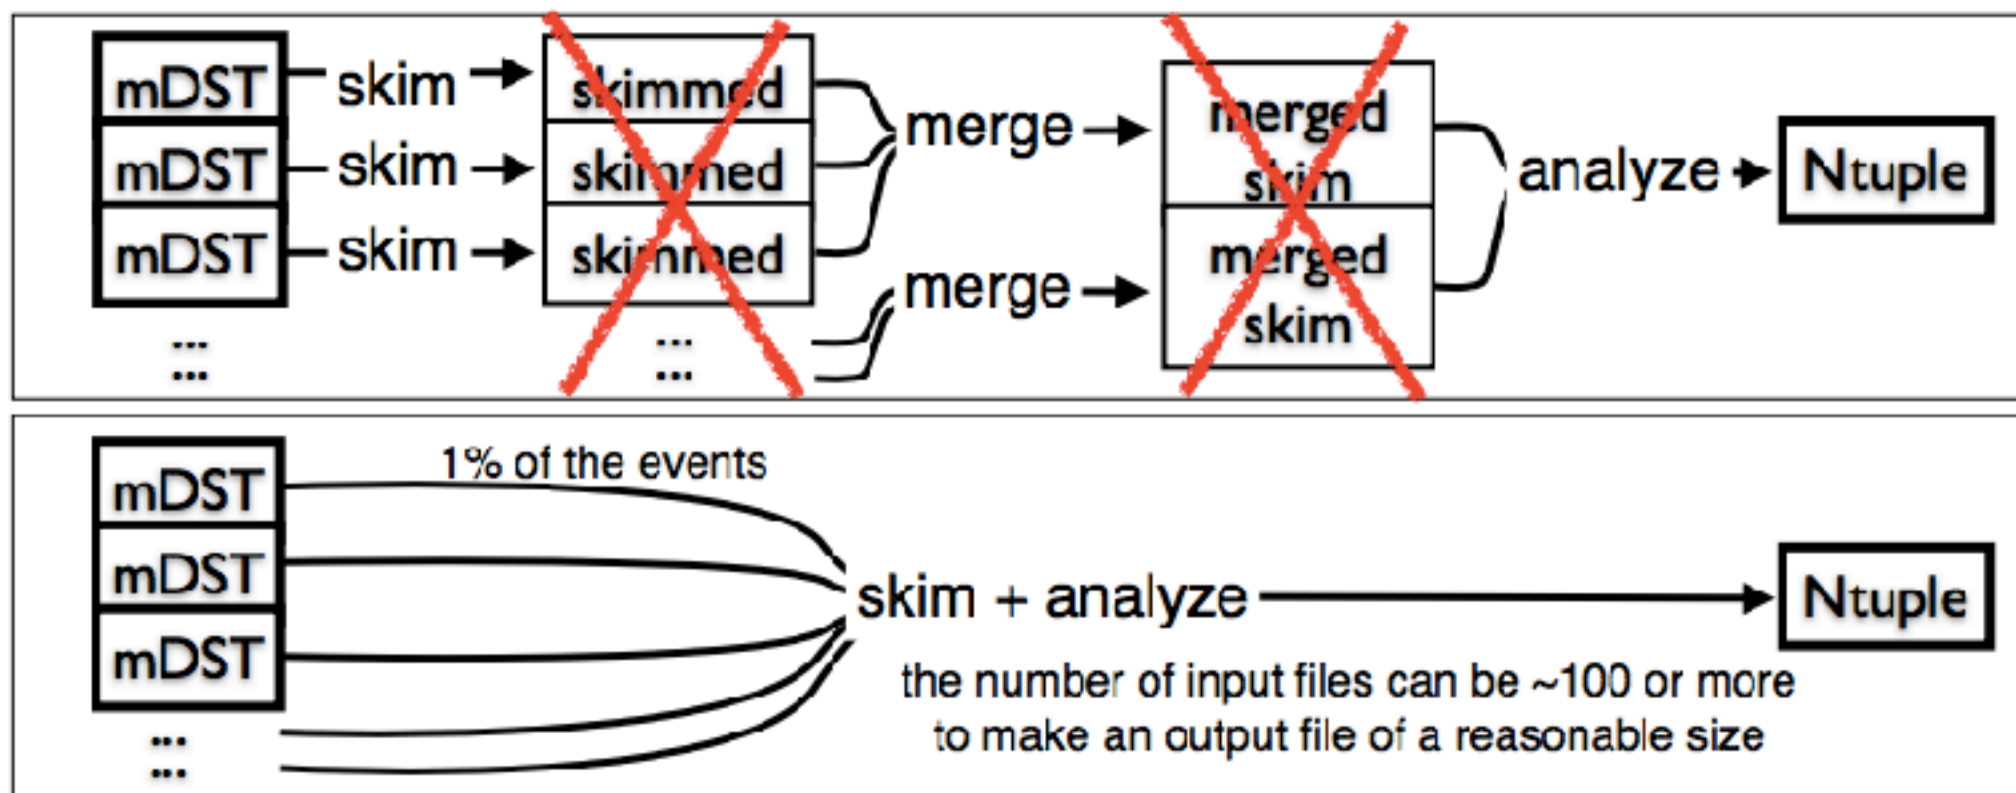 mDST
skim
skimmed
mDST
skim
skimmed
mDST
skim
skimmed
...
...
...
...
merge
merge
merged
skim
merged
skim
analyze
Ntuple
mDST
mDST
mDST
...
...
1% of the events
skim + analyze
Ntuple
the number of input files can be ~100 or more
to make an output file of a reasonable size